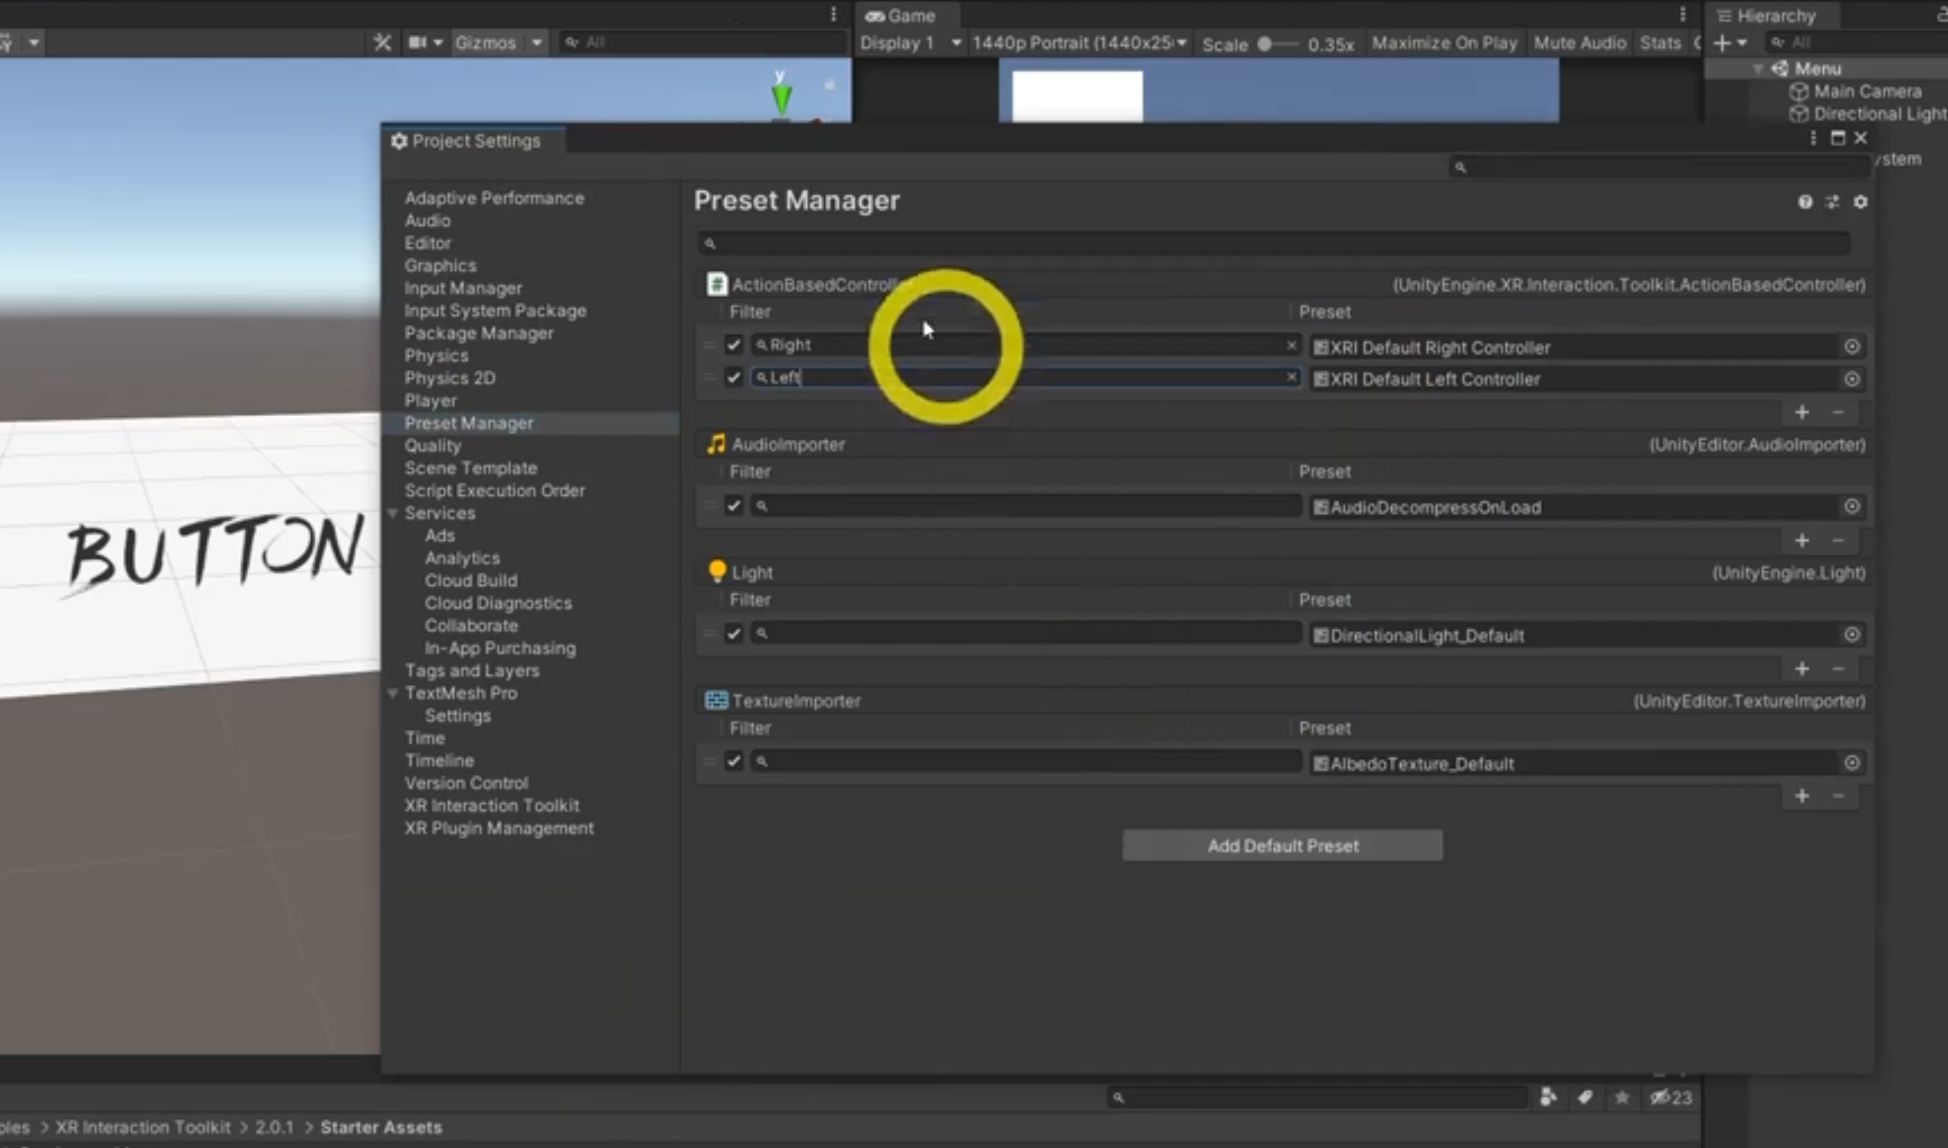 Gizmos
All
Game
Display 1
1440p Portrait (1440x25
Scale
0.35x
Maximize On Play
Mute Audio
Stats
Hierarchy
All
Menu
Main Camera
Directional Light
ystem
y
BUTTON
Project Settings
Adaptive Performance
Audio
Editor
Graphics
Input Manager
Input System Package
Package Manager
Physics
Physics 2D
Player
Preset Manager
Quality
Scene Template
Script Execution Order
Services
Ads
Analytics
Cloud Build
Cloud Diagnostics
Collaborate
In-App Purchasing
Tags and Layers
TextMesh Pro
Settings
Time
Timeline
Version Control
XR Interaction Toolkit
XR Plugin Management
Preset Manager
ActionBasedControll (UnityEngine.XR.Interaction.Toolkit.ActionBasedController)
Filter Preset
Right XRI Default Right Controller
Left XRI Default Left Controller
AudioImporter (UnityEditor.AudioImporter)
Filter Preset
AudioDecompressOnLoad
Light (UnityEngine.Light)
Filter Preset
DirectionalLight_Default
TextureImporter (UnityEditor.TextureImporter)
Filter Preset
AlbedoTexture_Default
Add Default Preset
23
ples > XR Interaction Toolkit > 2.0.1 > Starter Assets